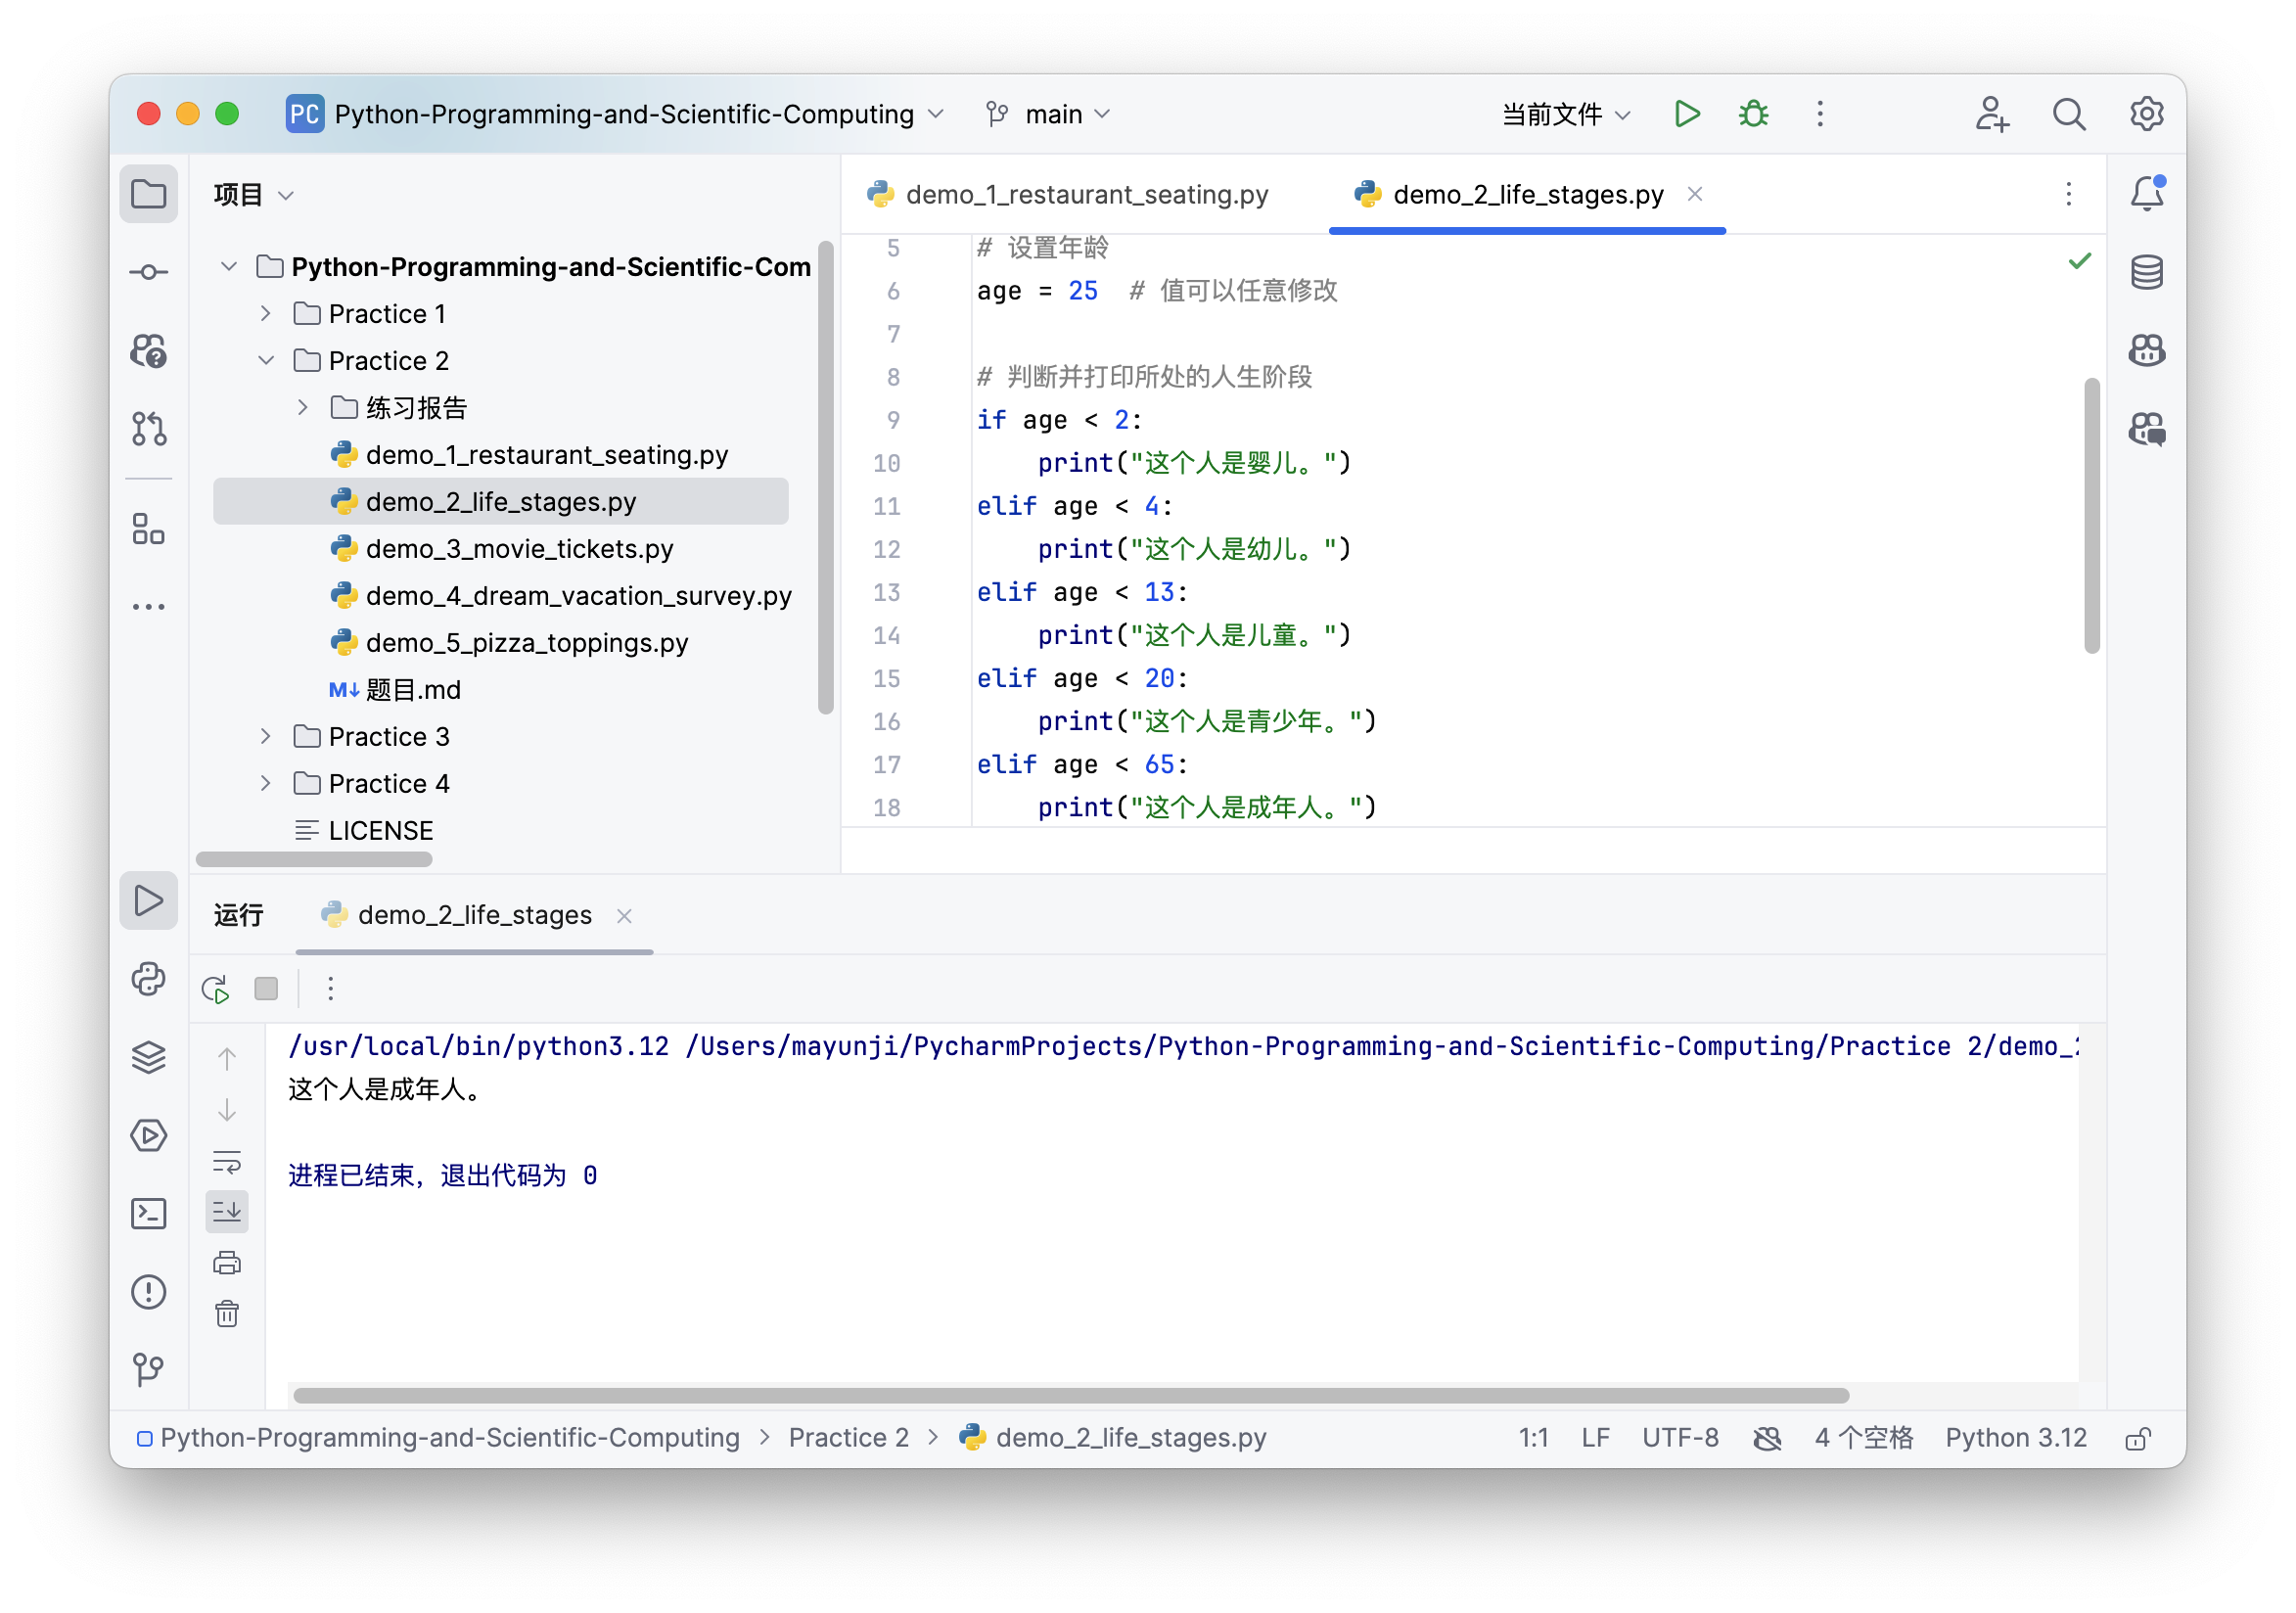 PC Python-Programming-and-Scientific-Computing main 当前文件
项目
Python-Programming-and-Scientific-Com
Practice 1
Practice 2
练习报告
demo_1_restaurant_seating.py
demo_2_life_stages.py
demo_3_movie_tickets.py
demo_4_dream_vacation_survey.py
demo_5_pizza_toppings.py
M↓ 题目.md
Practice 3
Practice 4
LICENSE
demo_1_restaurant_seating.py demo_2_life_stages.py
5 # 设置年龄
6 age = 25  # 值可以任意修改
7
8 # 判断并打印所处的人生阶段
9 if age < 2:
10     print("这个人是婴儿。")
11 elif age < 4:
12     print("这个人是幼儿。")
13 elif age < 13:
14     print("这个人是儿童。")
15 elif age < 20:
16     print("这个人是青少年。")
17 elif age < 65:
18     print("这个人是成年人。")
运行 demo_2_life_stages
/usr/local/bin/python3.12 /Users/mayunji/PycharmProjects/Python-Programming-and-Scientific-Computing/Practice 2/demo_
这个人是成年人。
进程已结束，退出代码为 0
Python-Programming-and-Scientific-Computing > Practice 2 > demo_2_life_stages.py 1:1 LF UTF-8 4 个空格 Python 3.12